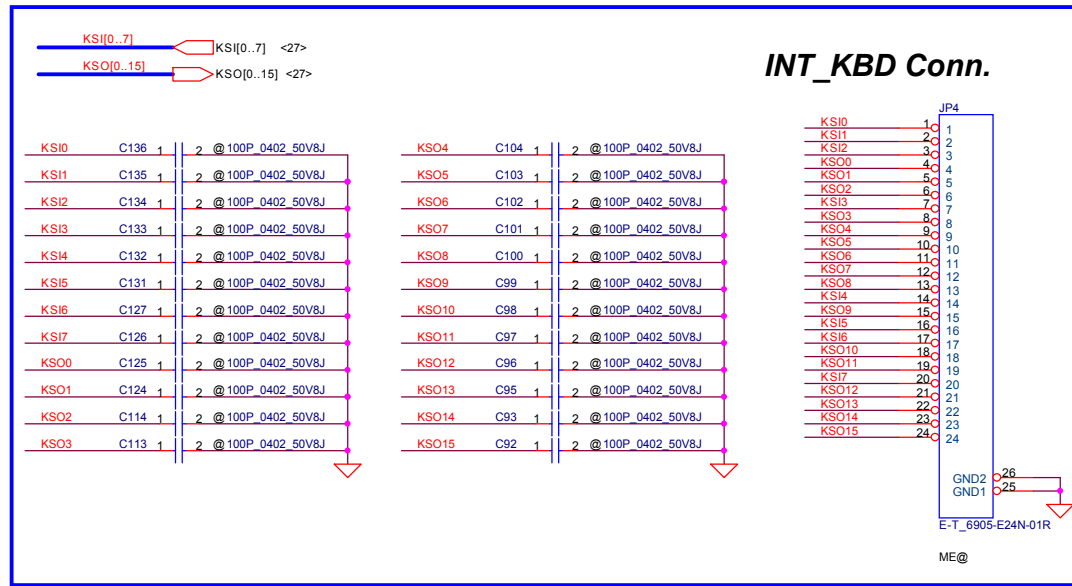 KSI[0..7]
KSI[0..7] <27>
KSO[0..15]
KSO[0..15] <27>
INT_KBD Conn.
KSI0 C136 1 2 @100P_0402_50V8J
KSI1 C135 1 2 @100P_0402_50V8J
KSI2 C134 1 2 @100P_0402_50V8J
KSI3 C133 1 2 @100P_0402_50V8J
KSI4 C132 1 2 @100P_0402_50V8J
KSI5 C131 1 2 @100P_0402_50V8J
KSI6 C127 1 2 @100P_0402_50V8J
KSI7 C126 1 2 @100P_0402_50V8J
KSO0 C125 1 2 @100P_0402_50V8J
KSO1 C124 1 2 @100P_0402_50V8J
KSO2 C114 1 2 @100P_0402_50V8J
KSO3 C113 1 2 @100P_0402_50V8J
KSO4 C104 1 2 @100P_0402_50V8J
KSO5 C103 1 2 @100P_0402_50V8J
KSO6 C102 1 2 @100P_0402_50V8J
KSO7 C101 1 2 @100P_0402_50V8J
KSO8 C100 1 2 @100P_0402_50V8J
KSO9 C99 1 2 @100P_0402_50V8J
KSO10 C98 1 2 @100P_0402_50V8J
KSO11 C97 1 2 @100P_0402_50V8J
KSO12 C96 1 2 @100P_0402_50V8J
KSO13 C95 1 2 @100P_0402_50V8J
KSO14 C93 1 2 @100P_0402_50V8J
KSO15 C92 1 2 @100P_0402_50V8J
JP4
KSI0 1 1
KSI1 2 2
KSI2 3 3
KSO0 4 4
KSO1 5 5
KSO2 6 6
KSI3 7 7
KSO3 8 8
KSO4 9 9
KSO5 10 10
KSO6 11 11
KSO7 12 12
KSO8 13 13
KSI4 14 14
KSO9 15 15
KSI5 16 16
KSI6 17 17
KSO10 18 18
KSO11 19 19
KSI7 20 20
KSO12 21 21
KSO13 22 22
KSO14 23 23
KSO15 24 24
GND2 26
GND1 25
E-T_6905-E24N-01R
ME@